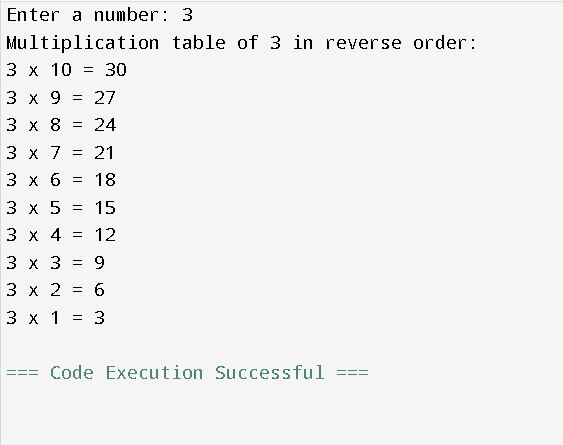 Enter a number: 3
Multiplication table of 3 in reverse order:
3 x 10 = 30
3 x 9 = 27
3 x 8 = 24
3 x 7 = 21
3 x 6 = 18
3 x 5 = 15
3 x 4 = 12
3 x 3 = 9
3 x 2 = 6
3 x 1 = 3
=== Code Execution Successful ===